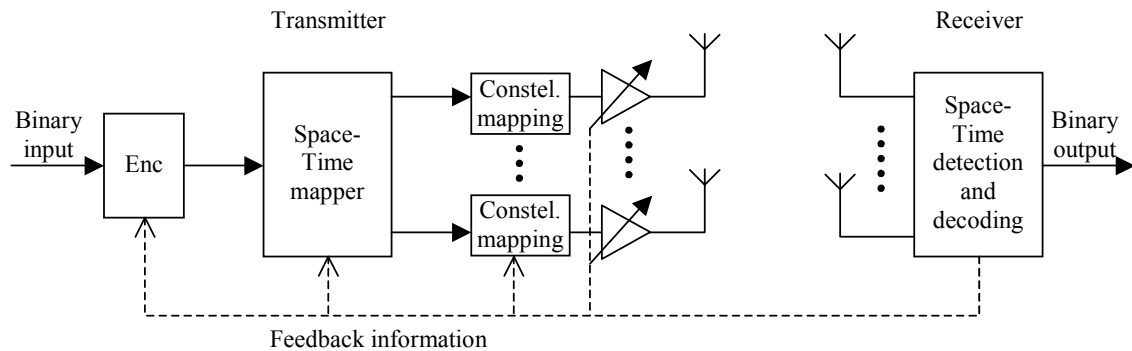 Transmitter
Receiver
Binary
input
Enc
Space-
Time
mapper
Constel.
mapping
Constel.
mapping
Space-
Time
detection
and
decoding
Binary
output
Feedback information